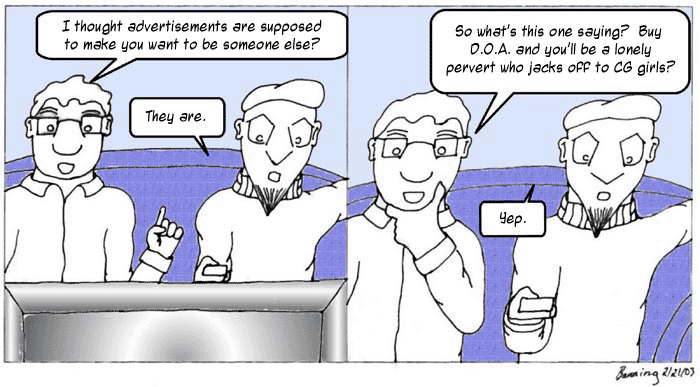 I thought advertisements are supposed
to make you want to be someone else?
They are.
So what's this one saying? Buy
D.O.A. and you'll be a lonely
pervert who jacks off to CG girls?
Yep.
Banning 2/21/03